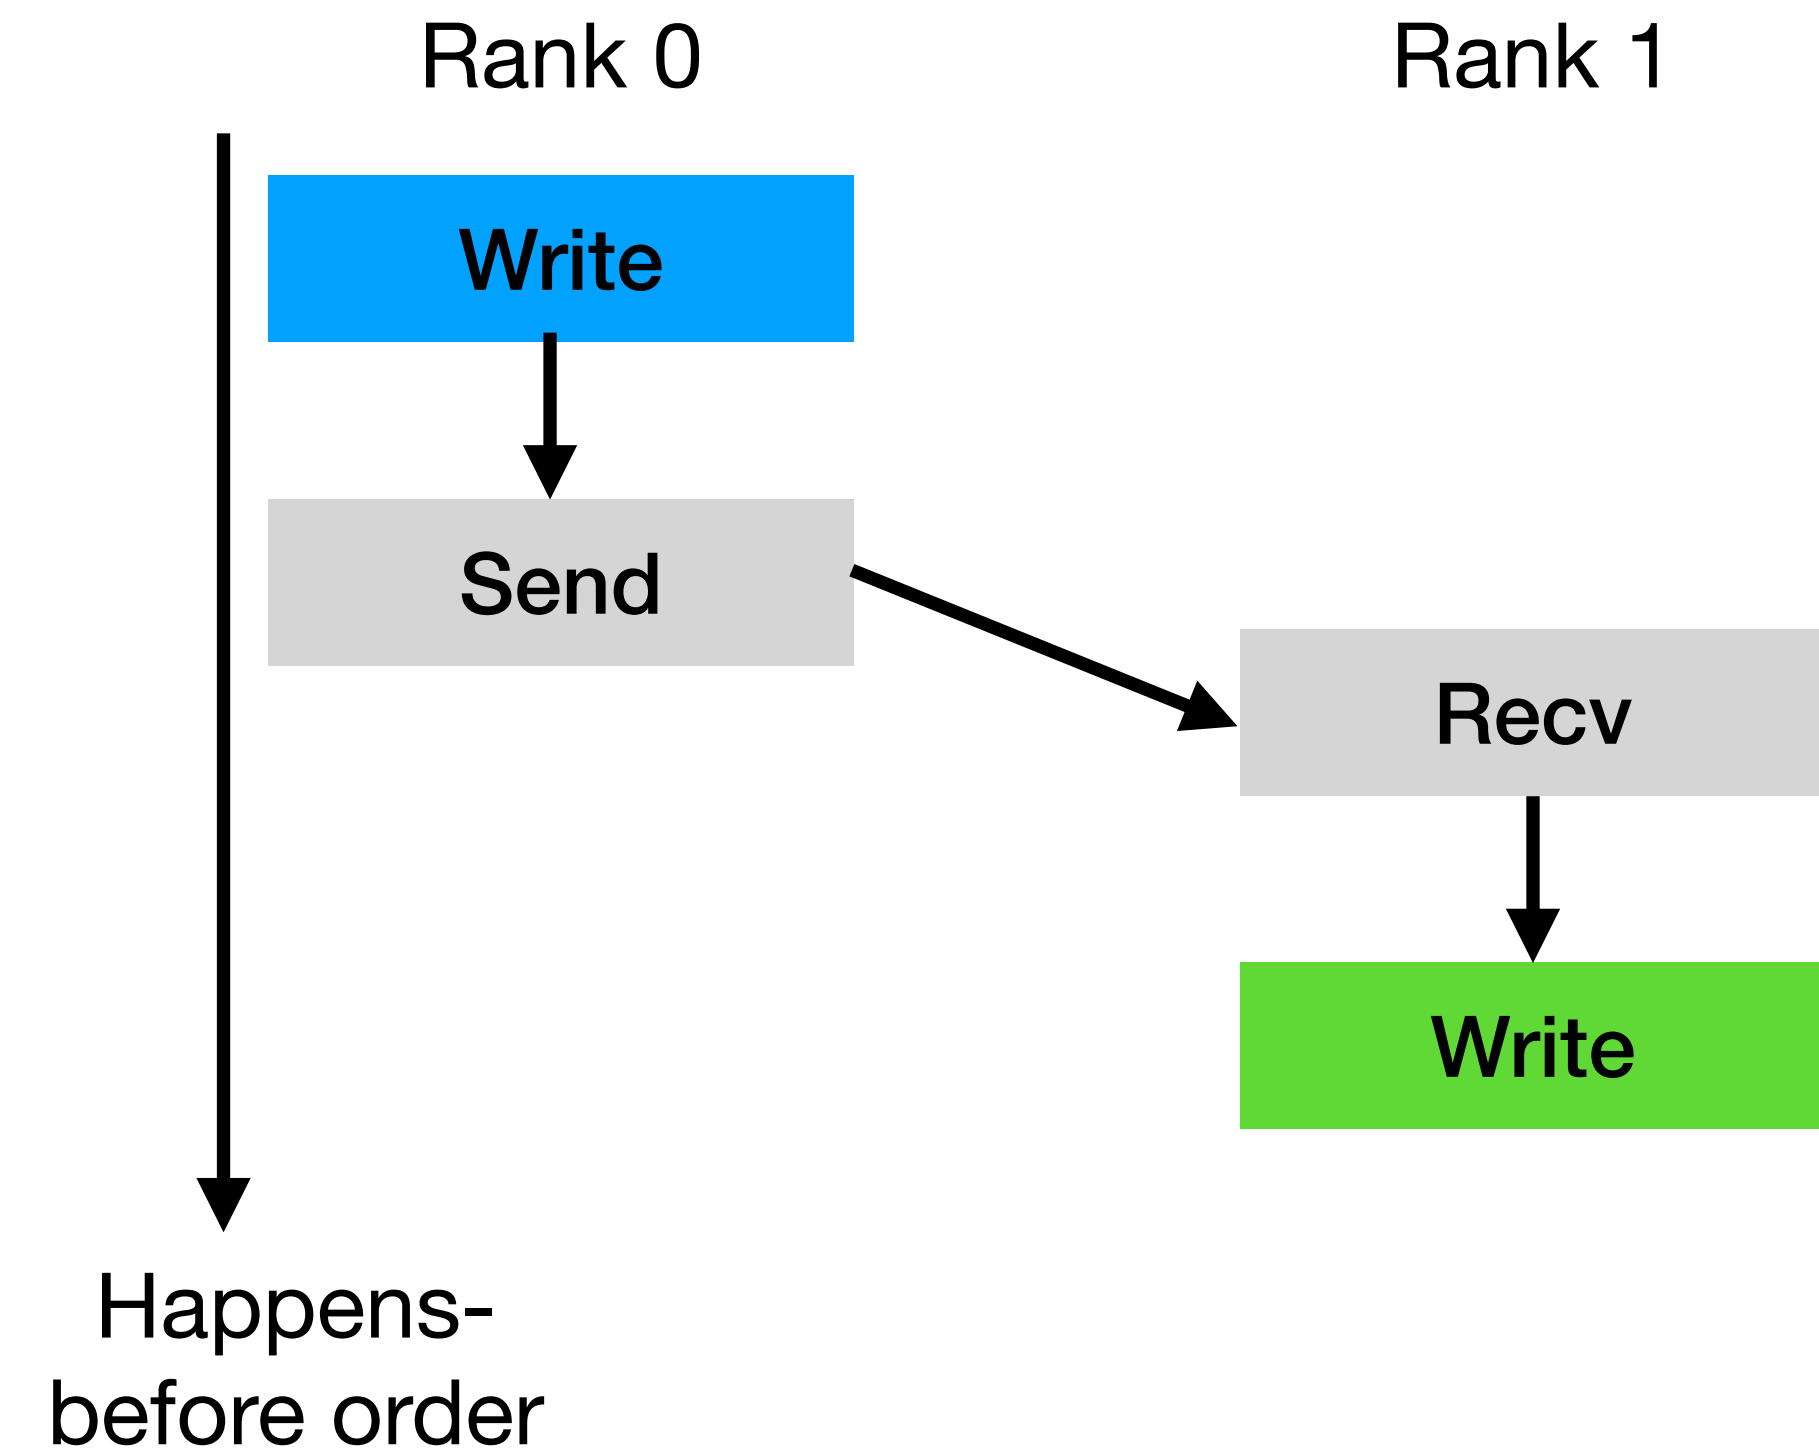 Rank 0
Rank 1
Write
Send
Recv
Write
Happens-
before order